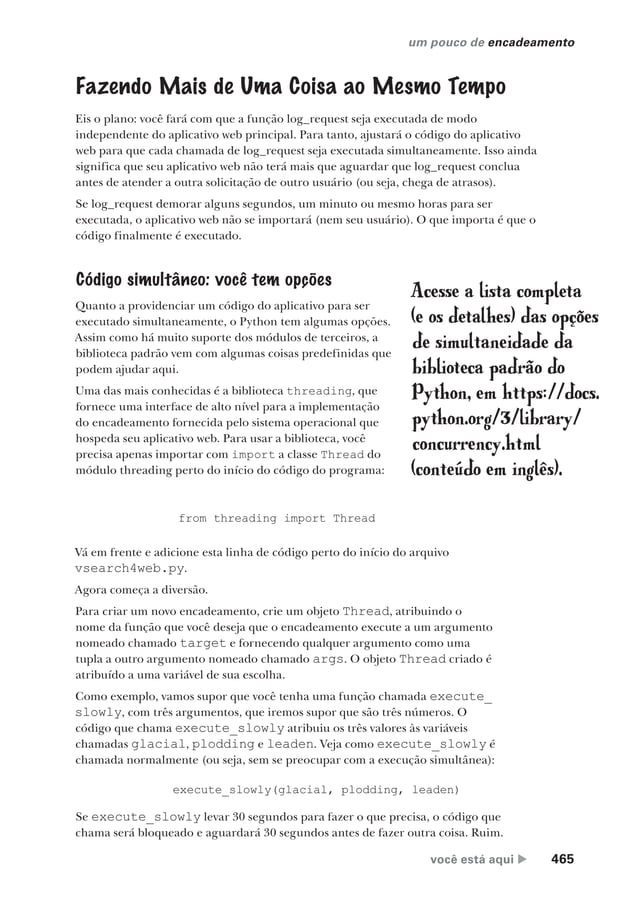 um pouco de encadeamento
Fazendo Mais de Uma Coisa ao Mesmo Tempo
Eis o plano: você fará com que a função log_request seja executada de modo
independente do aplicativo web principal. Para tanto, ajustará o código do aplicativo
web para que cada chamada de log_request seja executada simultaneamente. Isso ainda
significa que seu aplicativo web não terá mais que aguardar que log_request conclua
antes de atender a outra solicitação de outro usuário (ou seja, chega de atrasos).
Se log_request demorar alguns segundos, um minuto ou mesmo horas para ser
executada, o aplicativo web não se importará (nem seu usuário). O que importa é que o
código finalmente é executado.
Código simultâneo: você tem opções
Quanto a providenciar um código do aplicativo para ser
executado simultaneamente, o Python tem algumas opções.
Assim como há muito suporte dos módulos de terceiros, a
biblioteca padrão vem com algumas coisas predefinidas que
podem ajudar aqui.
Uma das mais conhecidas é a biblioteca threading, que
fornece uma interface de alto nível para a implementação
do encadeamento fornecida pelo sistema operacional que
hospeda seu aplicativo web. Para usar a biblioteca, você
precisa apenas importar com import a classe Thread do
módulo threading perto do início do código do programa:
Acesse a lista completa
(e os detalhes) das opções
de simultaneidade da
biblioteca padrão do
Python, em https://docs.
python.org/3/library/
concurrency.html
(conteúdo em inglês).
from threading import Thread
Vá em frente e adicione esta linha de código perto do início do arquivo
vsearch4web.py.
Agora começa a diversão.
Para criar um novo encadeamento, crie um objeto Thread, atribuindo o
nome da função que você deseja que o encadeamento execute a um argumento
nomeado chamado target e fornecendo qualquer argumento como uma
tupla a outro argumento nomeado chamado args. O objeto Thread criado é
atribuído a uma variável de sua escolha.
Como exemplo, vamos supor que você tenha uma função chamada execute_
slowly, com três argumentos, que iremos supor que são três números. O
código que chama execute_slowly atribuiu os três valores às variáveis
chamadas glacial, plodding e leaden. Veja como execute_slowly é
chamada normalmente (ou seja, sem se preocupar com a execução simultânea):
execute_slowly(glacial, plodding, leaden)
Se execute_slowly levar 30 segundos para fazer o que precisa, o código que
chama será bloqueado e aguardará 30 segundos antes de fazer outra coisa. Ruim.
você está aqui ▶ 465